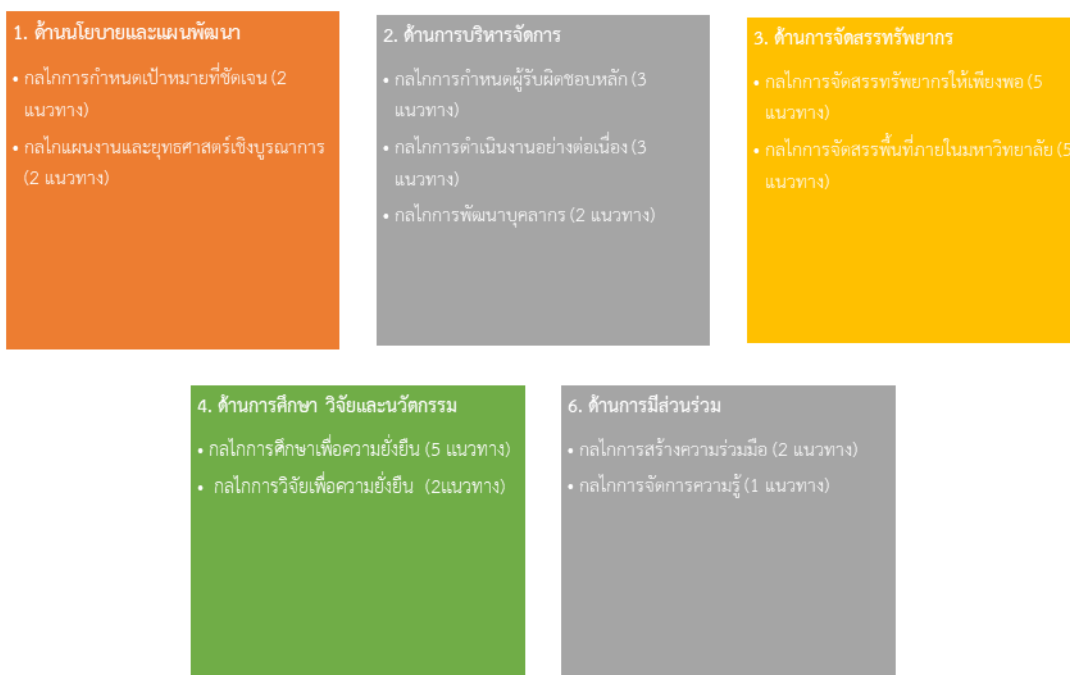 1. ด้านนโยบายและแผนพัฒนา
• กลไกการกำหนดเป้าหมายที่ชัดเจน (2
แนวทาง)
• กลไกแผนงานและยุทธศาสตร์เชิงบูรณาการ
(2 แนวทาง)
2. ด้านการบริหารจัดการ
• กลไกการกำหนดผู้รับผิดชอบหลัก (3
แนวทาง)
• กลไกการดำเนินงานอย่างต่อเนื่อง (3
แนวทาง)
• กลไกการพัฒนาบุคลากร (2 แนวทาง)
3. ด้านการจัดสรรทรัพยากร
• กลไกการจัดสรรทรัพยากรให้เพียงพอ (5
แนวทาง)
• กลไกการจัดสรรพื้นที่ภายในมหาวิทยาลัย (5
แนวทาง)
4. ด้านการศึกษา วิจัยและนวัตกรรม
• กลไกการศึกษาเพื่อความยั่งยืน (5 แนวทาง)
• กลไกการวิจัยเพื่อความยั่งยืน (2แนวทาง)
6. ด้านการมีส่วนร่วม
• กลไกการสร้างความร่วมมือ (2 แนวทาง)
• กลไกการจัดการความรู้ (1 แนวทาง)